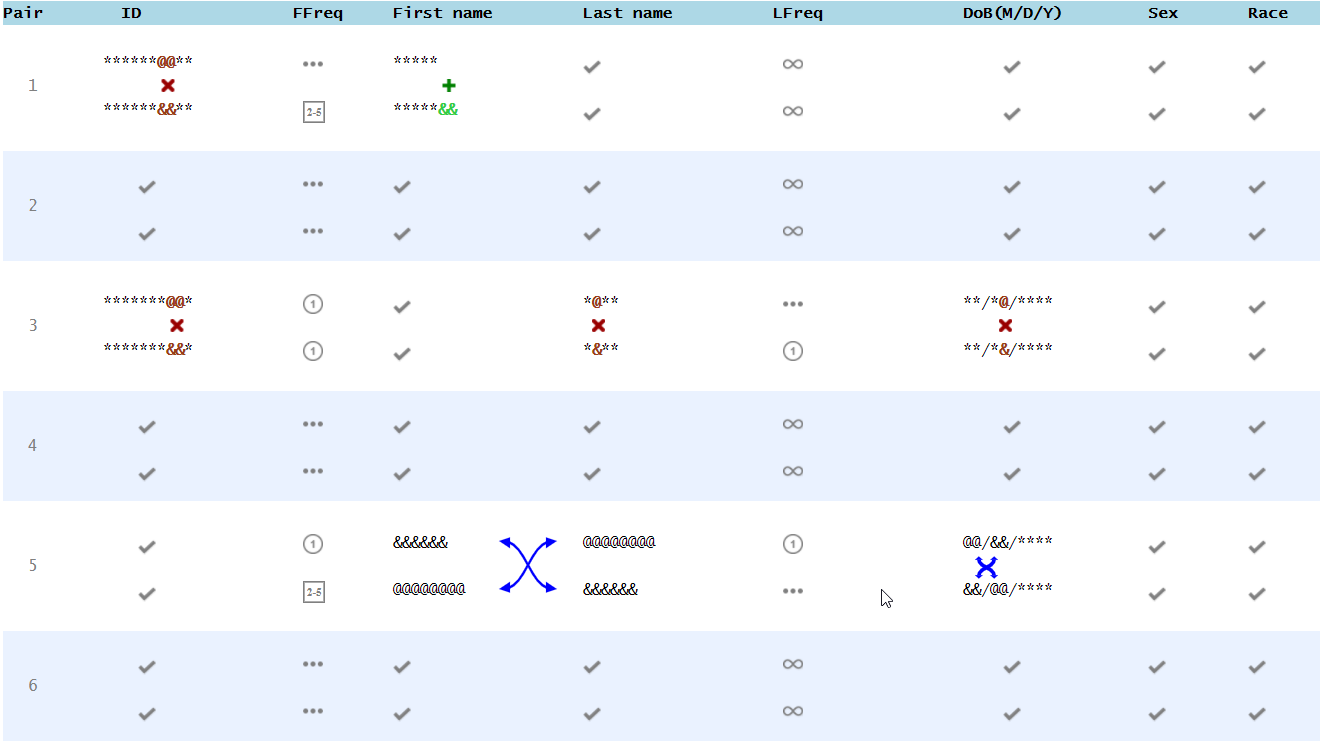 Pair ID FFreq First name Last name LFreq DoB(M/D/Y) Sex Race
******@@** ••• ***** ✔ ∞ ✔ ✔ ✔
1 ✖ +
******&&** 2-5 *****&& ✔ ∞ ✔ ✔ ✔
✔ ••• ✔ ✔ ∞ ✔ ✔ ✔
2
✔ ••• ✔ ✔ ∞ ✔ ✔ ✔
*******@@* 1 ✔ *@** ••• **/*@/**** ✔ ✔
3 ✖ ✖ ✖
*******&&* 1 ✔ *&** 1 **/*&/**** ✔ ✔
✔ ••• ✔ ✔ ∞ ✔ ✔ ✔
4
✔ ••• ✔ ✔ ∞ ✔ ✔ ✔
✔ 1 &&&&&& @@@@@@@@ 1 @@/&&/**** ✔ ✔
5
✔ 2-5 @@@@@@@@ &&&&&& ••• &&/@@/**** ✔ ✔
✔ ••• ✔ ✔ ∞ ✔ ✔ ✔
6
✔ ••• ✔ ✔ ∞ ✔ ✔ ✔